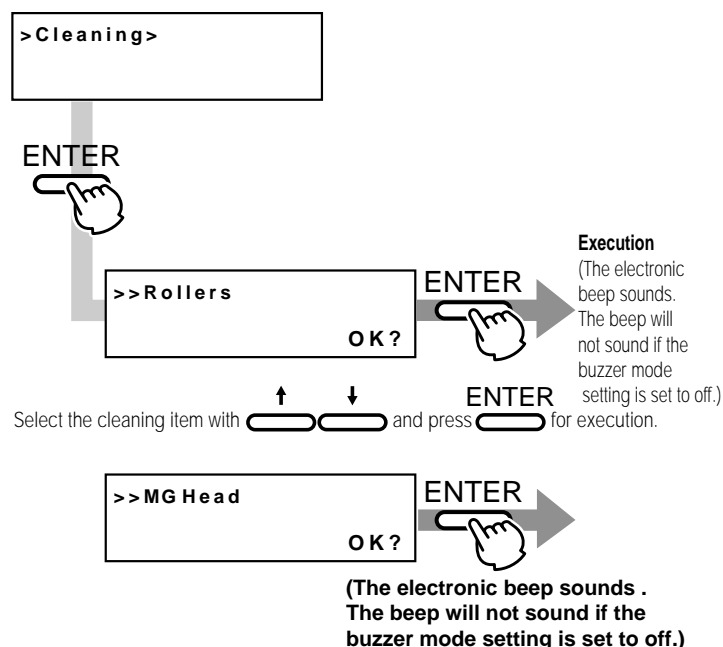 >Cleaning>
ENTER
>>Rollers
OK?
ENTER
Execution
(The electronic
beep sounds.
The beep will
not sound if the
buzzer mode
setting is set to off.)
↑ ↓ ENTER
Select the cleaning item with and press for execution.
>>MG Head
OK?
ENTER
(The electronic beep sounds .
The beep will not sound if the
buzzer mode setting is set to off.)